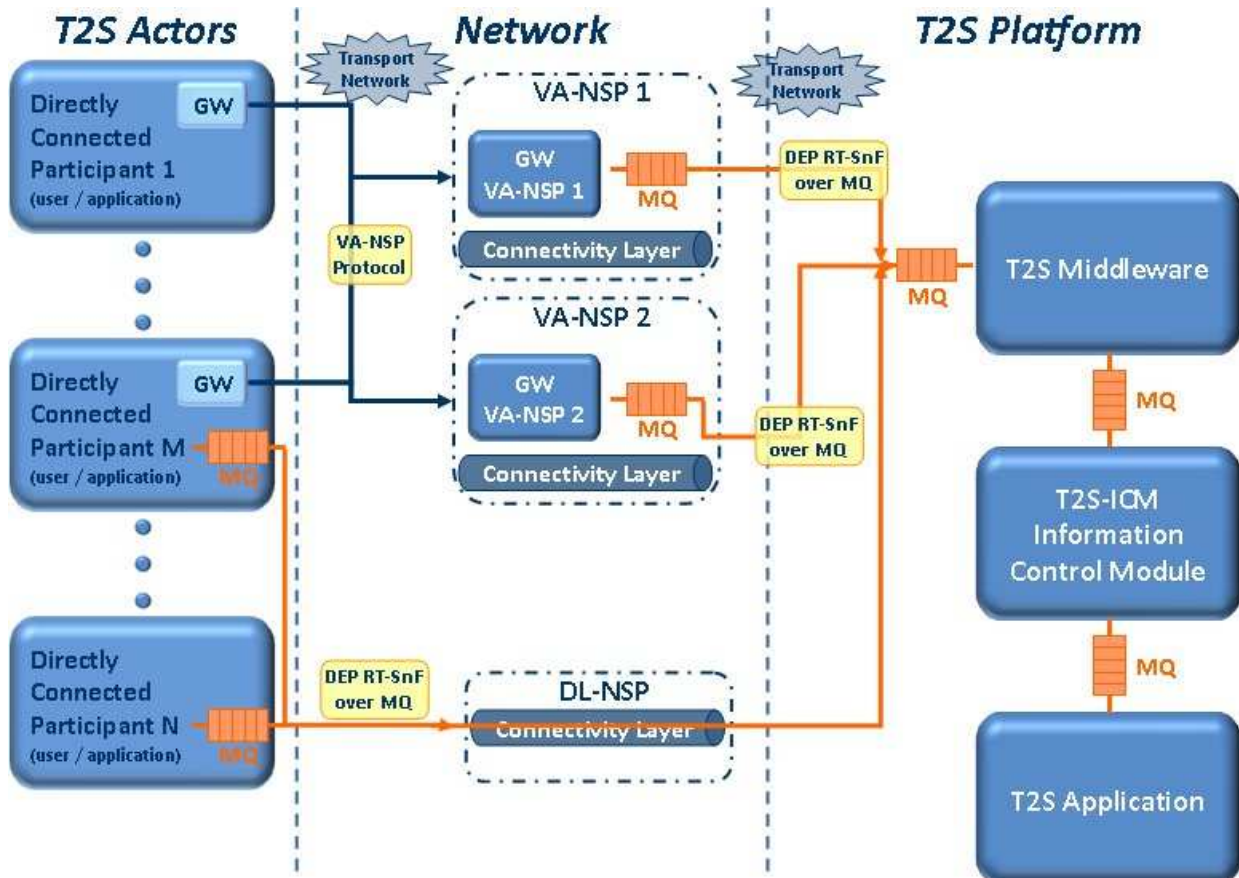 T2S Actors
Network
T2S Platform
Transport
Network
Transport
Network
Directly
Connected
Participant 1
(user / application)
GW
VA-NSP 1
GW
VA-NSP 1
MQ
Connectivity Layer
DEP RT-SnF
over MQ
VA-NSP
Protocol
MQ
T2S Middleware
VA-NSP 2
GW
VA-NSP 2
MQ
Connectivity Layer
DEP RT-SnF
over MQ
Directly
Connected
Participant M
(user / application)
GW
MQ
MQ
T2S-ICM
Information
Control Module
MQ
Directly
Connected
Participant N
(user / application)
MQ
DEP RT-SnF
over MQ
DL-NSP
Connectivity Layer
T2S Application